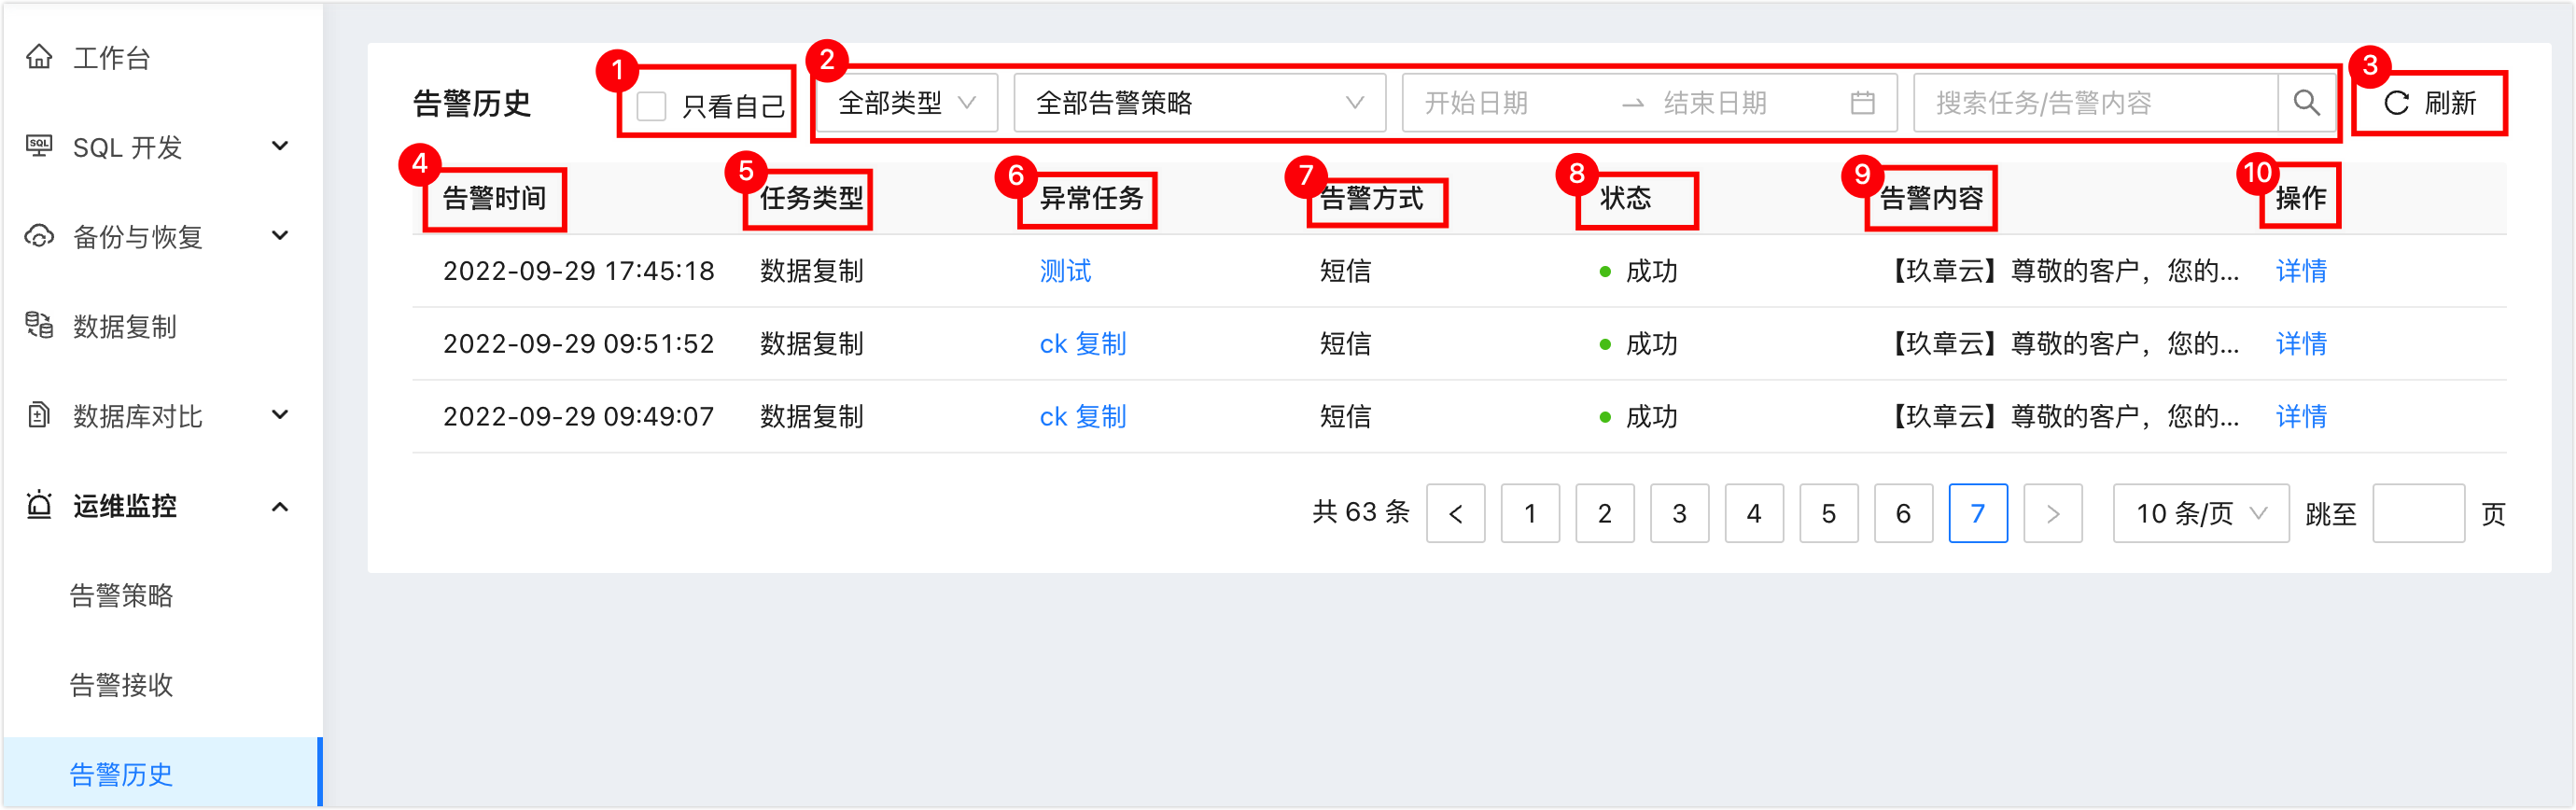 工作台
SQL 开发
备份与恢复
数据复制
数据库对比
运维监控
告警策略
告警接收
告警历史
告警历史
1 只看自己
2 全部类型 全部告警策略 开始日期 → 结束日期 搜索任务/告警内容
3 刷新
4 告警时间 5 任务类型 6 异常任务 7 告警方式 8 状态 9 告警内容 10 操作
2022-09-29 17:45:18 数据复制 测试 短信 成功 【玖章云】尊敬的客户，您的... 详情
2022-09-29 09:51:52 数据复制 ck 复制 短信 成功 【玖章云】尊敬的客户，您的... 详情
2022-09-29 09:49:07 数据复制 ck 复制 短信 成功 【玖章云】尊敬的客户，您的... 详情
共 63 条 < 1 2 3 4 5 6 7 > 10 条/页 跳至 页